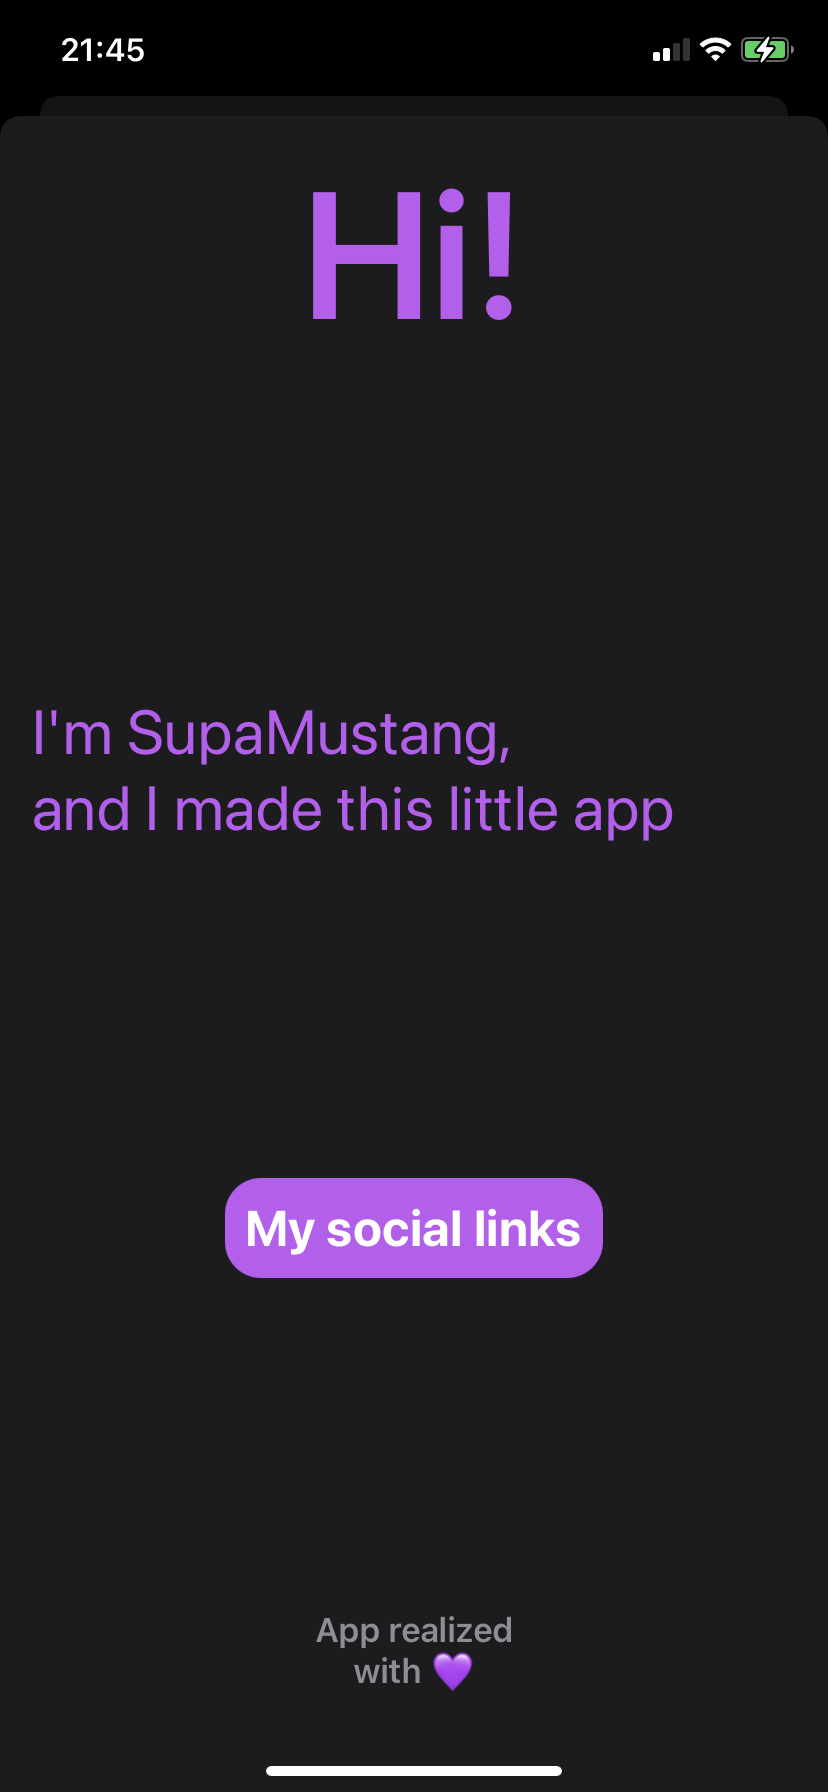 21:45
Hi!
I'm SupaMustang,
and I made this little app
My social links
App realized
with 💜